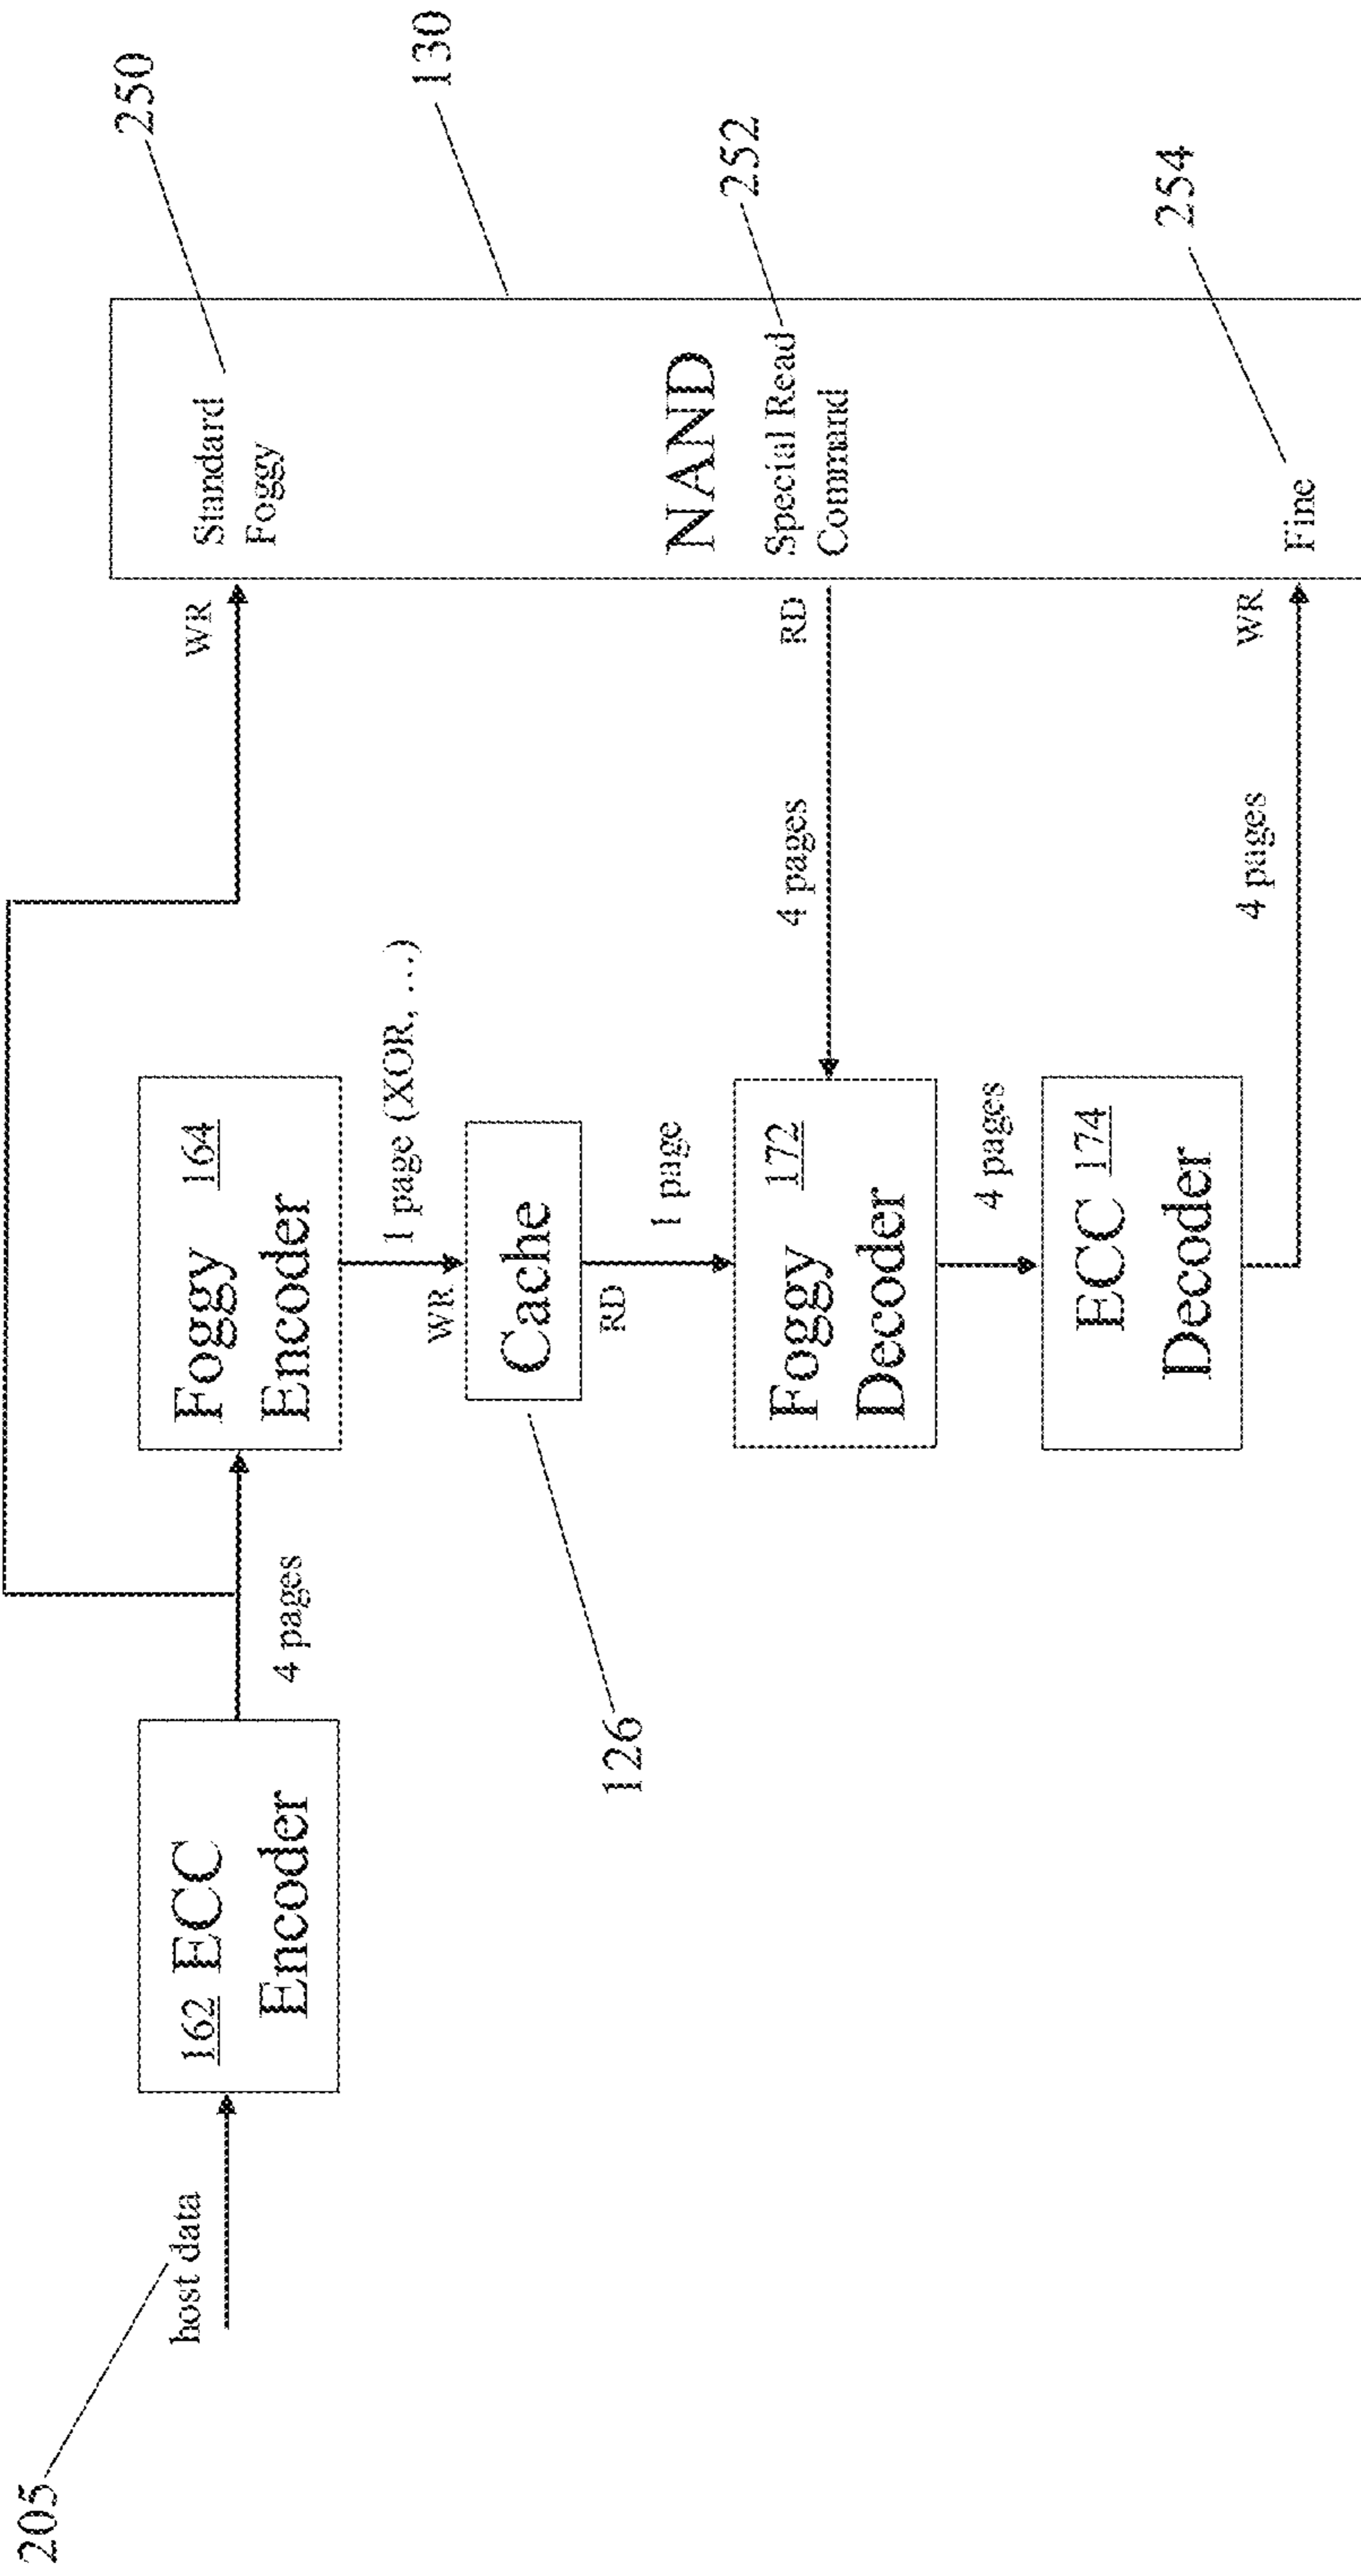 205
host data
162 ECC
Encoder
4 pages
Foggy 164
Encoder
1 page (XOR, ...)
WR
Cache
126
RD
1 page
Foggy 172
Decoder
4 pages
ECC 174
Decoder
WR
Standard
Foggy
250
130
NAND
4 pages
RD
Special Read
Command
252
4 pages
WR
Fine
254